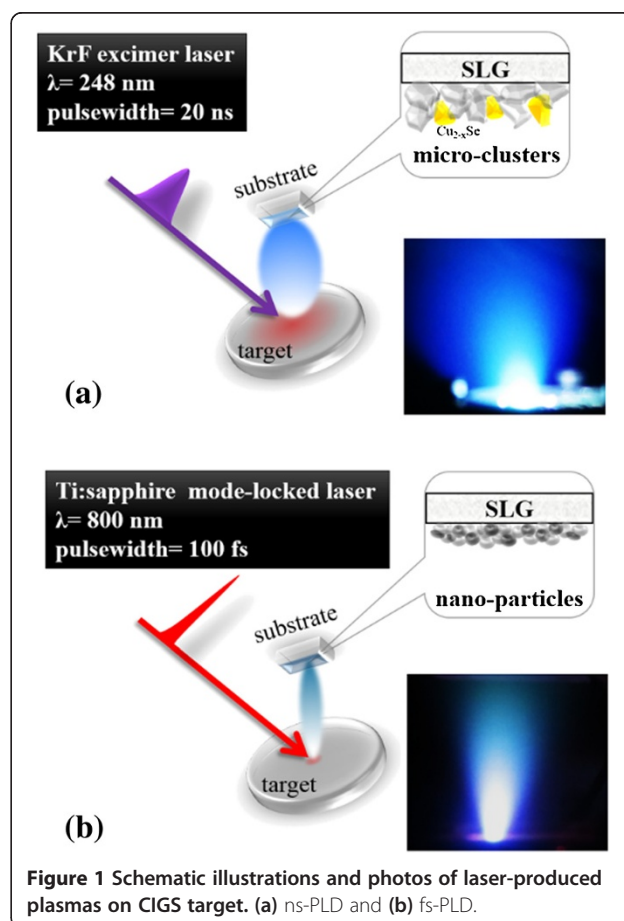 KrF excimer laser
λ= 248 nm
pulsewidth= 20 ns
SLG
Cu2-xSe
micro-clusters
substrate
target
(a)
Ti:sapphire mode-locked laser
λ= 800 nm
pulsewidth= 100 fs
SLG
nano-particles
substrate
target
(b)
Figure 1 Schematic illustrations and photos of laser-produced
plasmas on CIGS target. (a) ns-PLD and (b) fs-PLD.